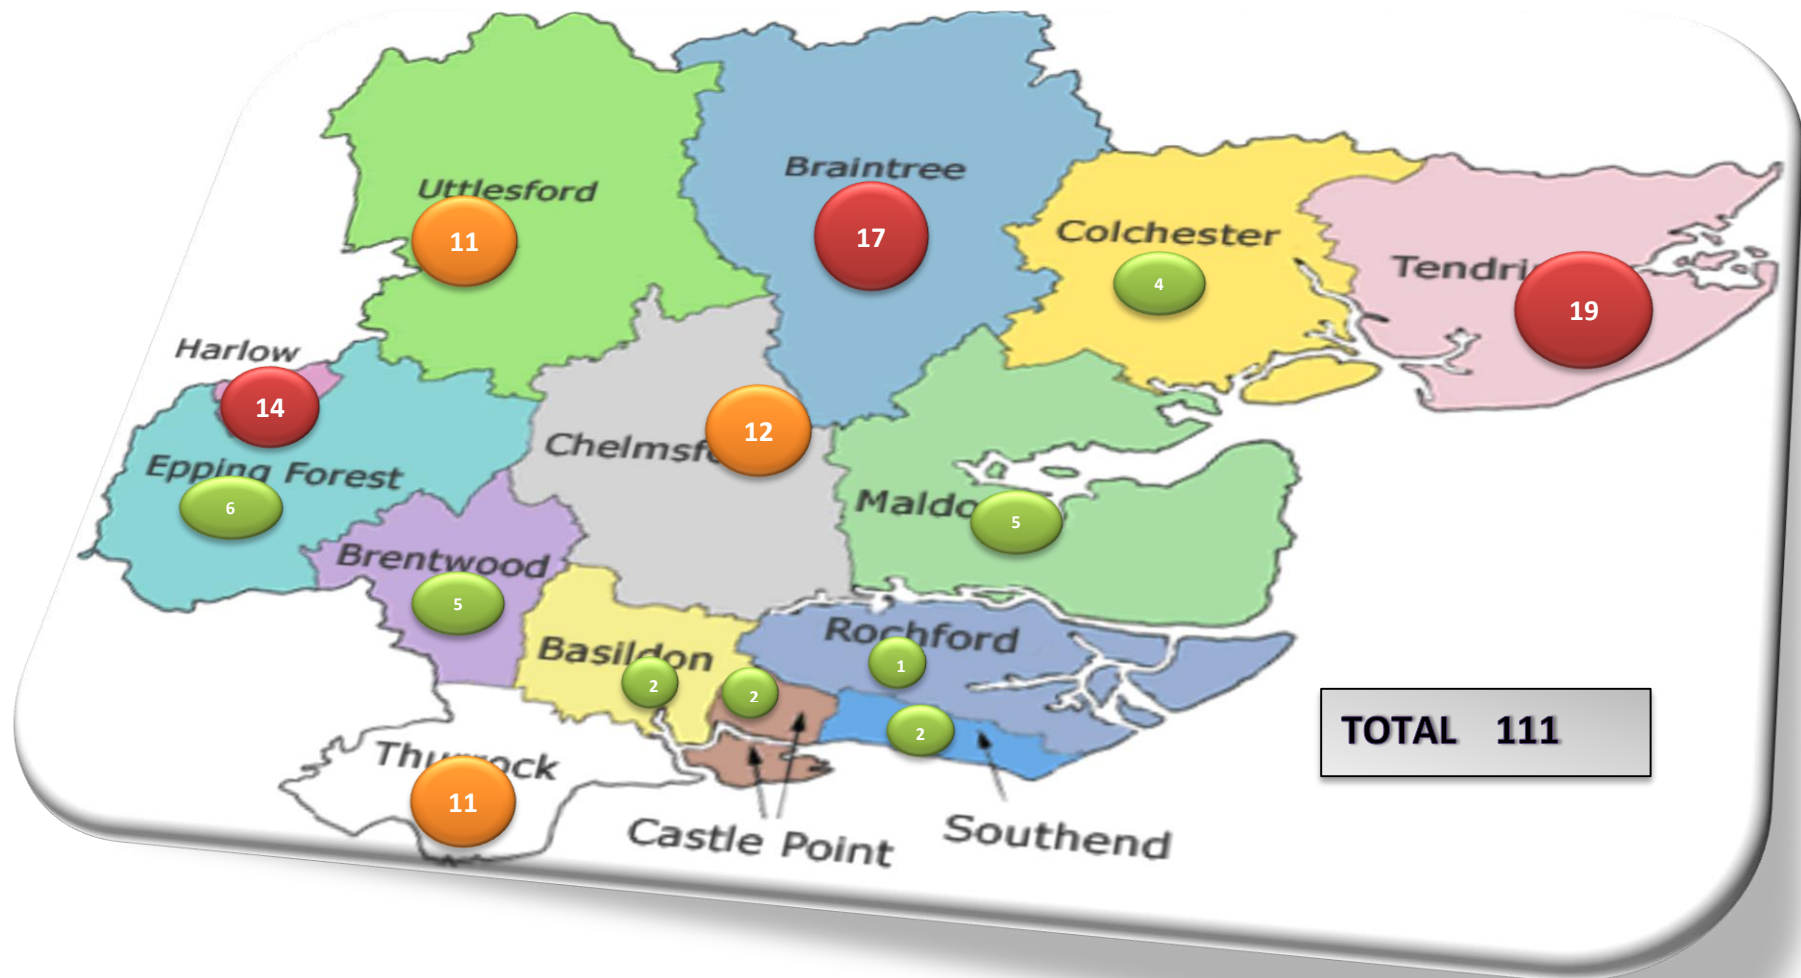 Uttlesford
11
Braintree
17
Colchester
4
Tendri
19
Harlow
14
Epping Forest
6
Chelmsf
12
Maldo
5
Brentwood
5
Basildon
2
2
Rochford
1
2
Thurrock
11
Castle Point
Southend
TOTAL 111